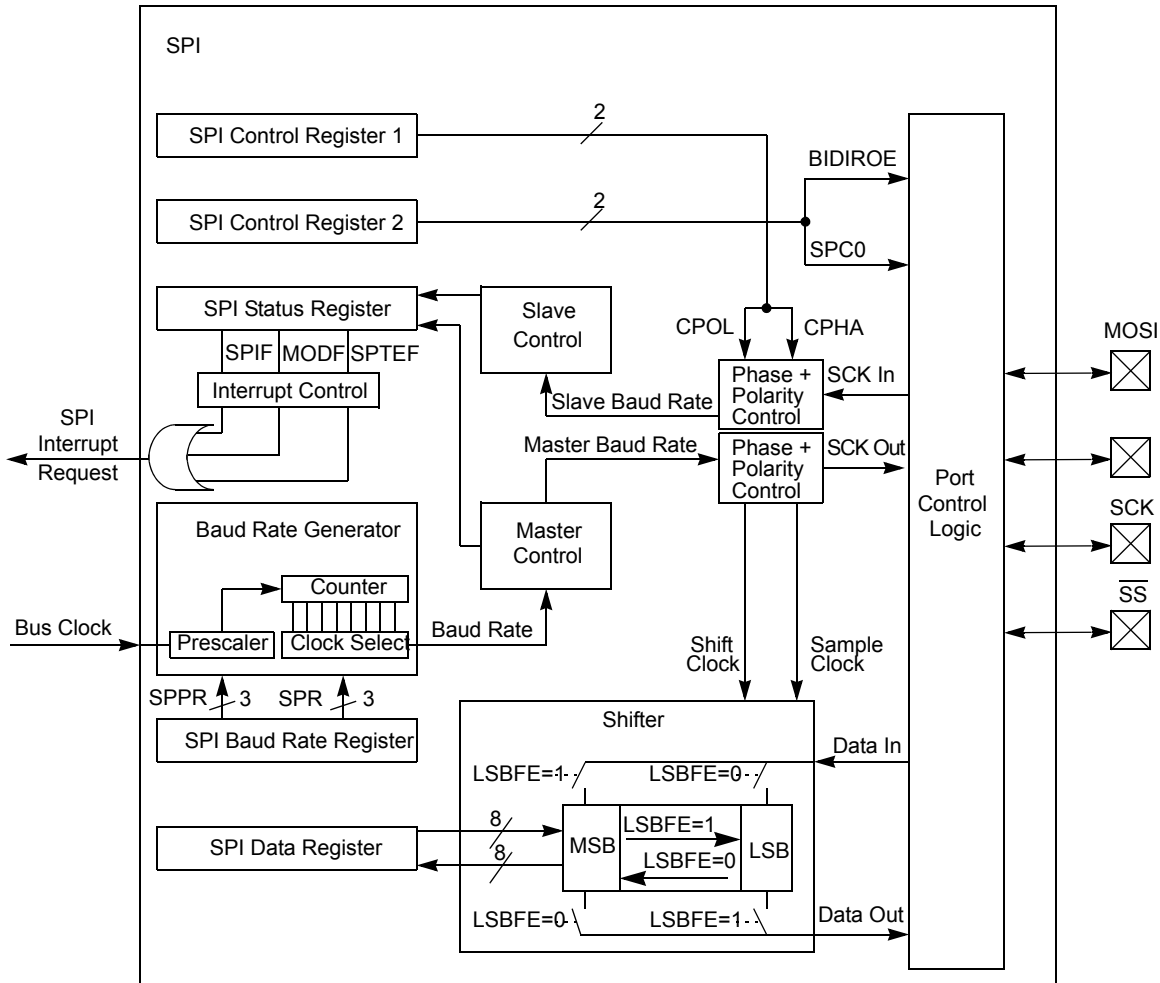 SPI
SPI Control Register 1
2
SPI Control Register 2
2
BIDIROE
SPC0
SPI Status Register
SPIF
MODF
SPTEF
Interrupt Control
SPI
Interrupt
Request
Slave
Control
CPOL
CPHA
Phase +
Polarity
Control
SCK In
Slave Baud Rate
Master Baud Rate
Phase +
Polarity
Control
SCK Out
Port
Control
Logic
MOSI
SCK
SS
Baud Rate Generator
Counter
Prescaler
Clock Select
Bus Clock
Baud Rate
Master
Control
SPPR
3
SPR
3
SPI Baud Rate Register
Shift
Clock
Sample
Clock
Shifter
Data In
LSBFE=1
LSBFE=0
SPI Data Register
8
8
MSB
LSBFE=1
LSBFE=0
LSB
LSBFE=0
LSBFE=1
Data Out